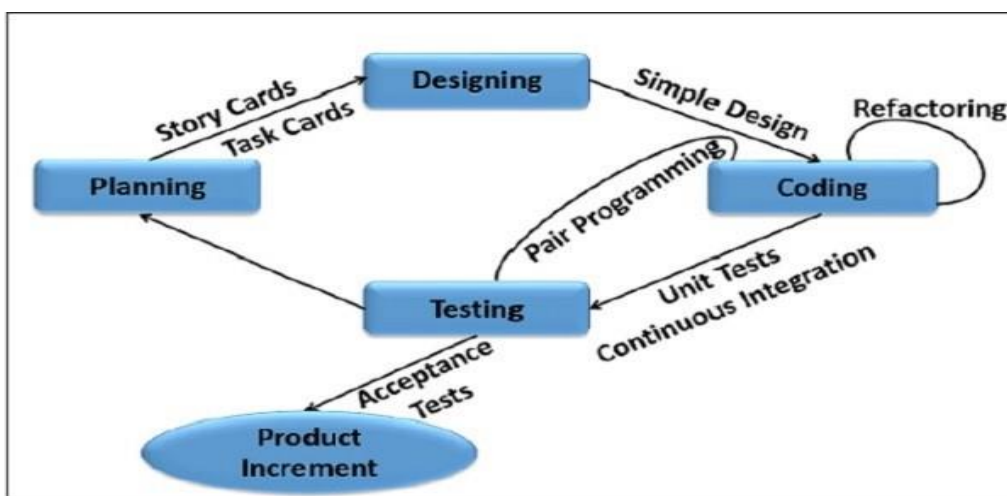 Designing
Story Cards
Task Cards
Simple Design
Refactoring
Planning
Coding
Pair Programming
Testing
Unit Tests
Continuous Integration
Acceptance
Tests
Product
Increment